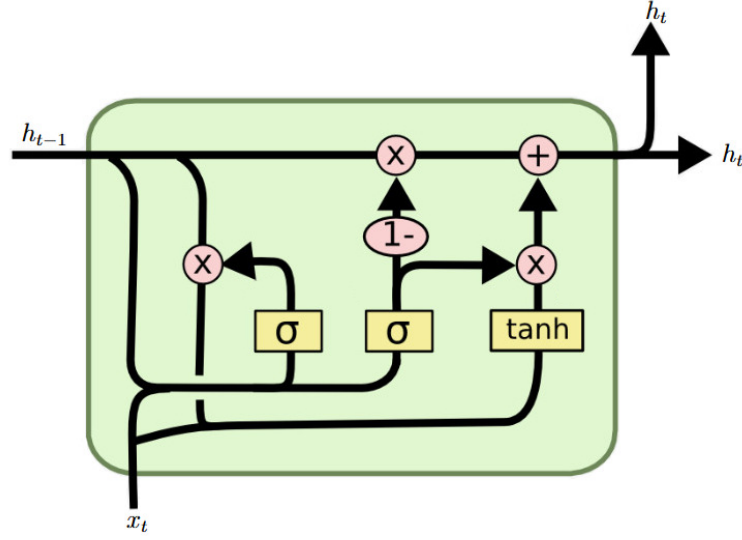 h_t
h_{t-1}
x
+
h_t
1-
x
x
σ
σ
tanh
x_t